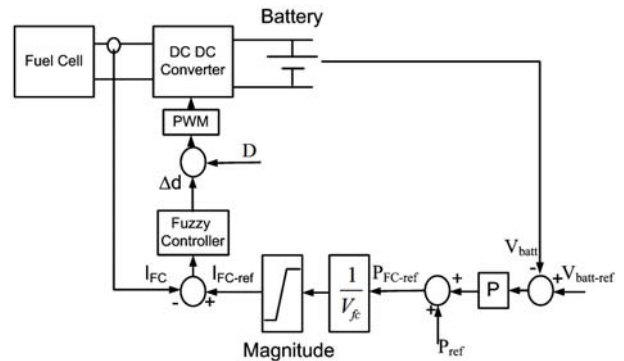 Battery
Fuel Cell
DC DC
Converter
PWM
D
Δd
Fuzzy
Controller
V_batt
I_FC
I_FC-ref
P_FC-ref
1
V_fc
+
+
P
-
+
V_batt-ref
-
+
P_ref
Magnitude